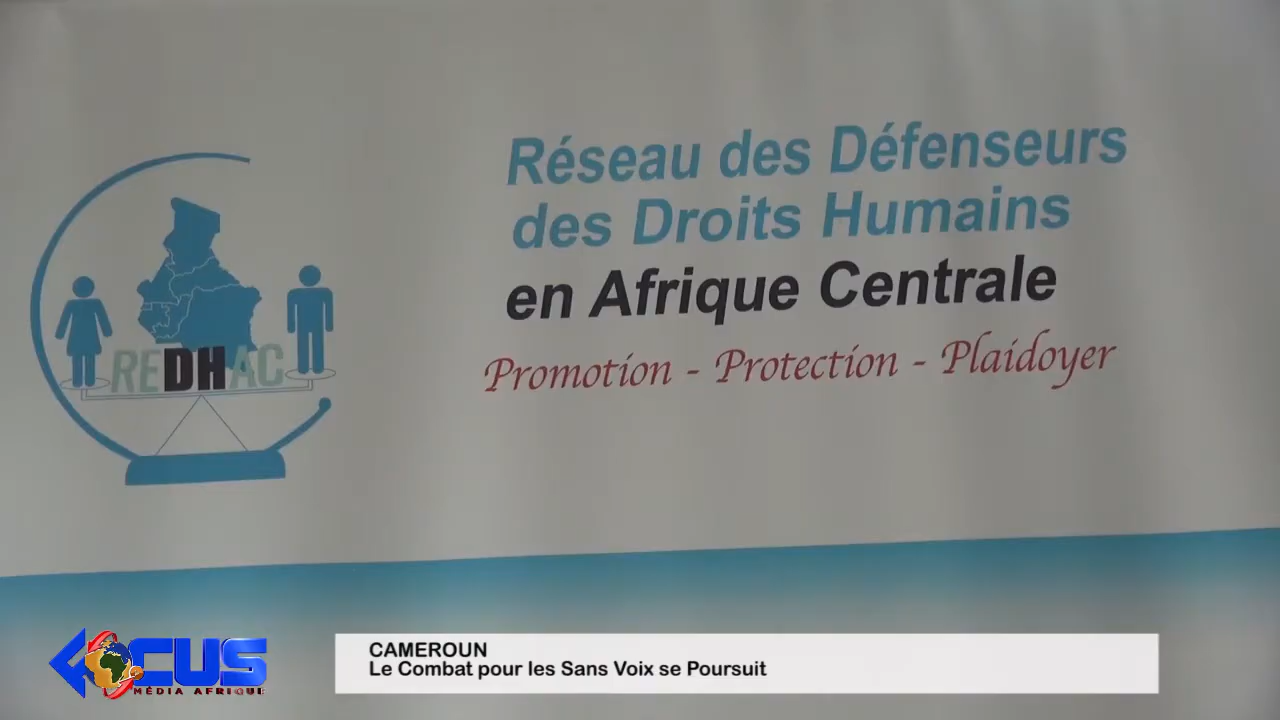 Réseau des Défenseurs
des Droits Humains
en Afrique Centrale
Promotion - Protection - Plaidoyer
REDHAC
CAMEROUN
Le Combat pour les Sans Voix se Poursuit
FOCUS
MÉDIA AFRIQUE